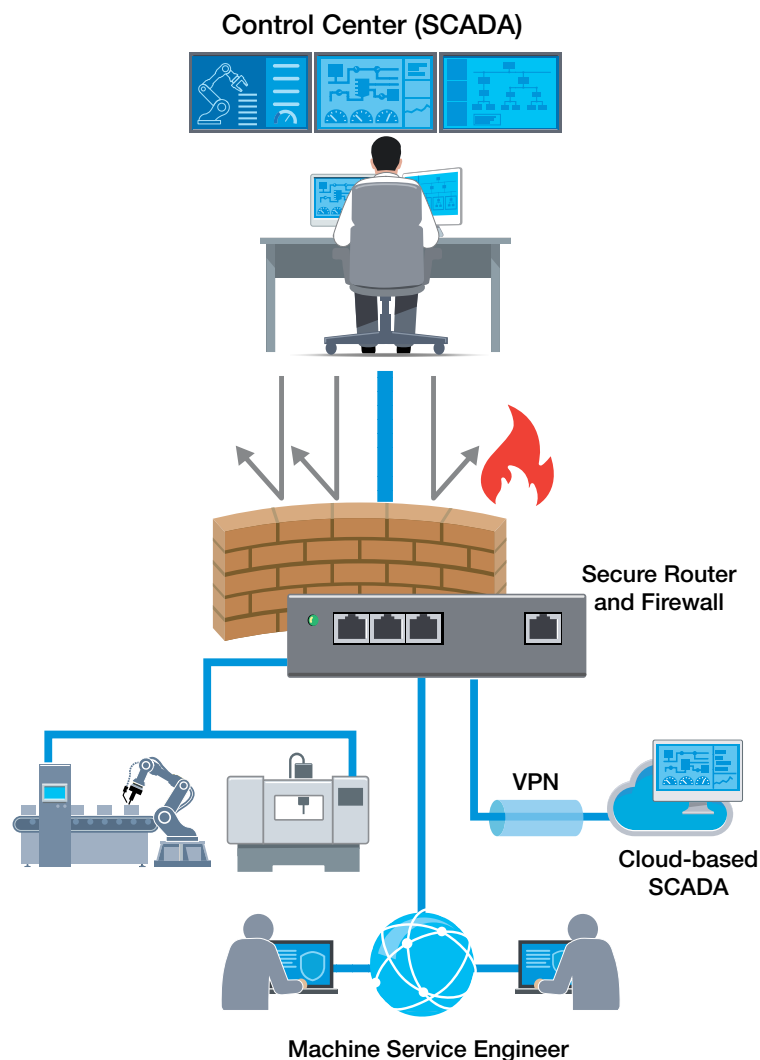 Control Center (SCADA)
Secure Router
and Firewall
VPN
Cloud-based
SCADA
Machine Service Engineer